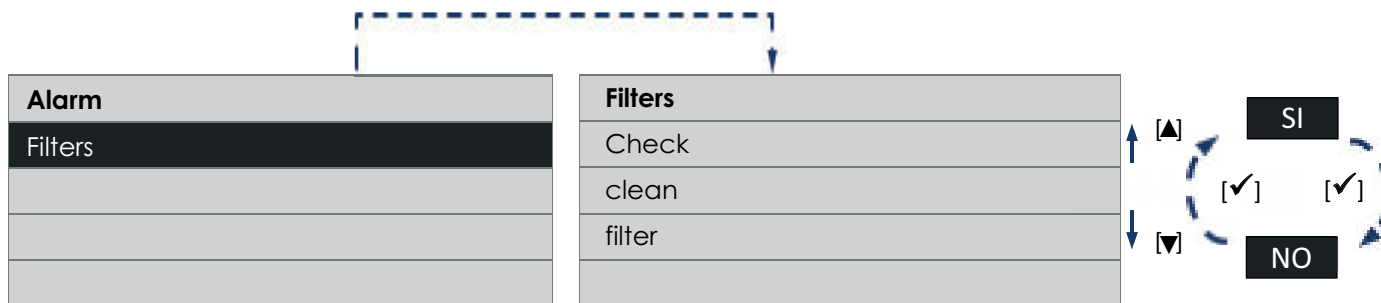 Alarm
Filters
Filters
Check
clean
filter
[▲]
[▼]
SI
[✓] [✓]
NO